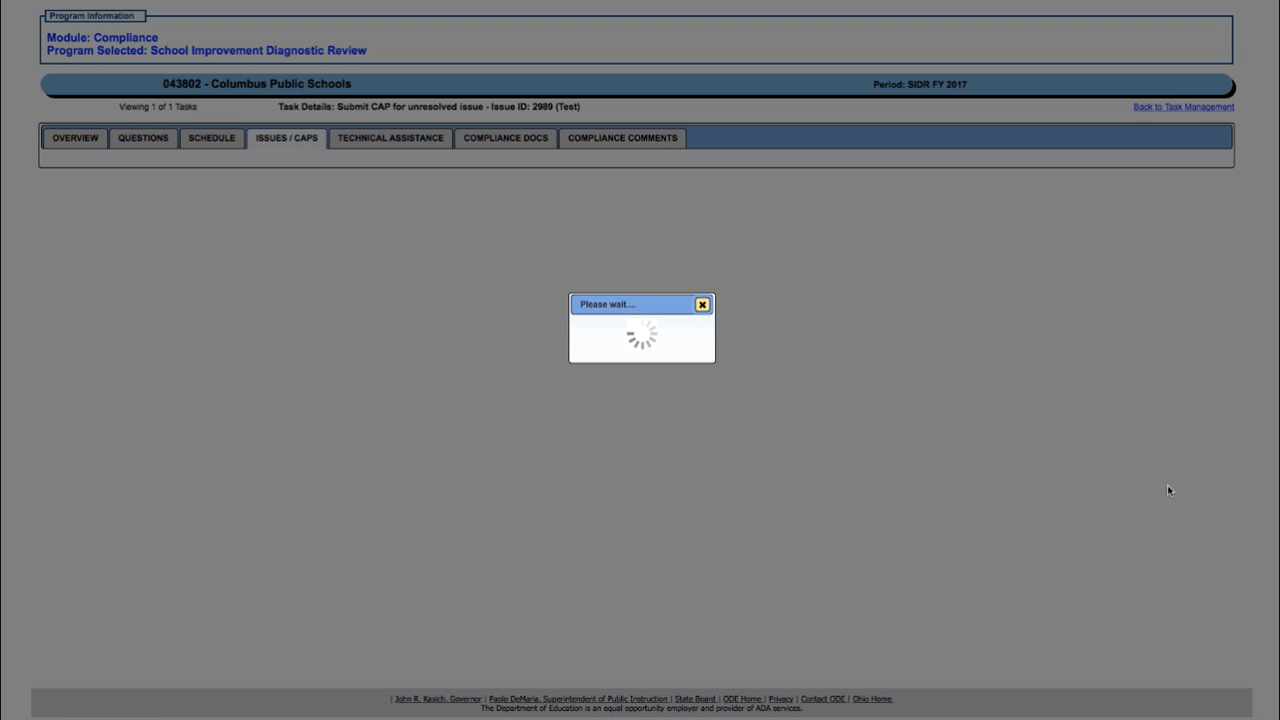 Program Information
Module: Compliance
Program Selected: School Improvement Diagnostic Review
043802 - Columbus Public Schools Period: SIDR FY 2017
Viewing 1 of 1 Tasks Task Details: Submit CAP for unresolved issue - Issue ID: 2989 (Test) Back to Task Management
OVERVIEW QUESTIONS SCHEDULE ISSUES / CAPS TECHNICAL ASSISTANCE COMPLIANCE DOCS COMPLIANCE COMMENTS
Please wait....
| John R. Kasich, Governor | Paolo DeMaria, Superintendent of Public Instruction | State Board | ODE Home | Privacy | Contact ODE | Ohio Home
The Department of Education is an equal opportunity employer and provider of ADA services.